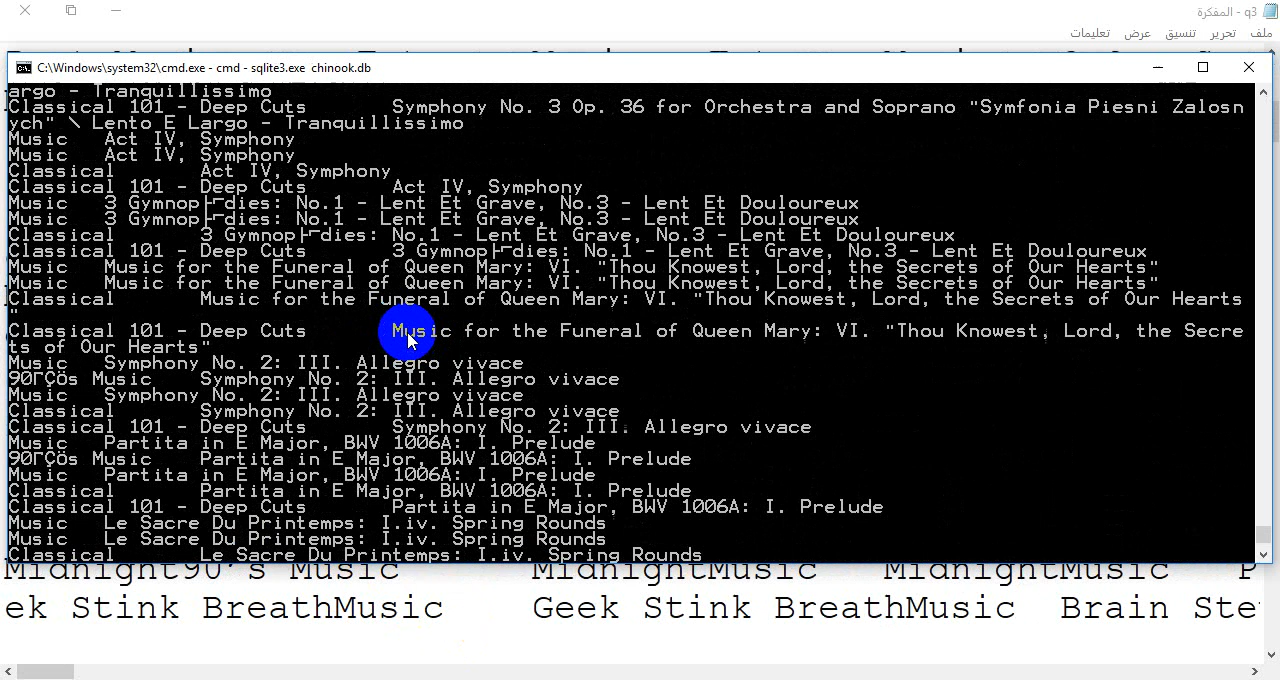 q3 - المفكرة
ملف تحرير تنسيق عرض تعليمات
C:\Windows\system32\cmd.exe - cmd - sqlite3.exe chinook.db
argo - Tranquillissimo
Classical 101 - Deep Cuts Symphony No. 3 Op. 36 for Orchestra and Soprano "Symfonia Piesni Zalosn
ych" \ Lento E Largo - Tranquillissimo
Music Act IV, Symphony
Music Act IV, Symphony
Classical Act IV, Symphony
Classical 101 - Deep Cuts Act IV, Symphony
Music 3 Gymnop├⌐dies: No.1 - Lent Et Grave, No.3 - Lent Et Douloureux
Music 3 Gymnop├⌐dies: No.1 - Lent Et Grave, No.3 - Lent Et Douloureux
Classical 3 Gymnop├⌐dies: No.1 - Lent Et Grave, No.3 - Lent Et Douloureux
Classical 101 - Deep Cuts 3 Gymnop├⌐dies: No.1 - Lent Et Grave, No.3 - Lent Et Douloureux
Music Music for the Funeral of Queen Mary: VI. "Thou Knowest, Lord, the Secrets of Our Hearts"
Music Music for the Funeral of Queen Mary: VI. "Thou Knowest, Lord, the Secrets of Our Hearts"
Classical Music for the Funeral of Queen Mary: VI. "Thou Knowest, Lord, the Secrets of Our Hearts
"
Classical 101 - Deep Cuts Music for the Funeral of Queen Mary: VI. "Thou Knowest, Lord, the Secre
ts of Our Hearts"
Music Symphony No. 2: III. Allegro vivace
90ΓÇÖs Music Symphony No. 2: III. Allegro vivace
Music Symphony No. 2: III. Allegro vivace
Classical Symphony No. 2: III. Allegro vivace
Classical 101 - Deep Cuts Symphony No. 2: III. Allegro vivace
Music Partita in E Major, BWV 1006A: I. Prelude
90ΓÇÖs Music Partita in E Major, BWV 1006A: I. Prelude
Music Partita in E Major, BWV 1006A: I. Prelude
Classical Partita in E Major, BWV 1006A: I. Prelude
Classical 101 - Deep Cuts Partita in E Major, BWV 1006A: I. Prelude
Music Le Sacre Du Printemps: I.iv. Spring Rounds
Music Le Sacre Du Printemps: I.iv. Spring Rounds
Classical Le Sacre Du Printemps: I.iv. Spring Rounds
Midnight90's Music MidnightMusic MidnightMusic P
ek Stink BreathMusic Geek Stink BreathMusic Brain Ste